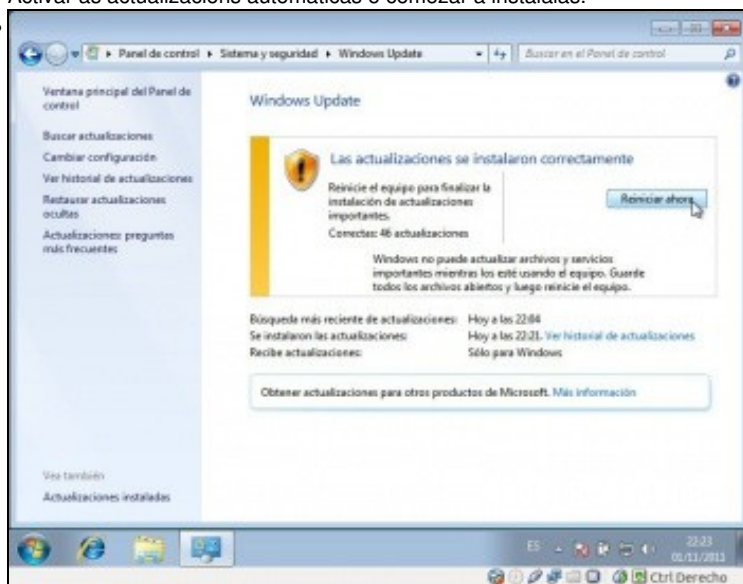 Activar as actualizacións automáticas e comezar a instalalas.
Panel de control ▸ Sistema y seguridad ▸ Windows Update
Buscar en el Panel de control
Ventana principal del Panel de
control
Buscar actualizaciones
Cambiar configuración
Ver historial de actualizaciones
Restaurar actualizaciones
ocultas
Actualizaciones: preguntas
más frecuentes
Windows Update
Las actualizaciones se instalaron correctamente
Reinicie el equipo para finalizar la
instalación de actualizaciones
importantes.
Correctas: 46 actualizaciones
Reiniciar ahora
Windows no puede actualizar archivos y servicios
importantes mientras los esté usando el equipo. Guarde
todos los archivos abiertos y luego reinicie el equipo.
Búsqueda más reciente de actualizaciones: Hoy a las 22:04
Se instalaron las actualizaciones: Hoy a las 22:21. Ver historial de actualizaciones
Recibe actualizaciones: Sólo para Windows
Obtener actualizaciones para otros productos de Microsoft. Más información
Vea también
Actualizaciones instaladas
ES
22:23
01/11/2011
Ctrl Derecho